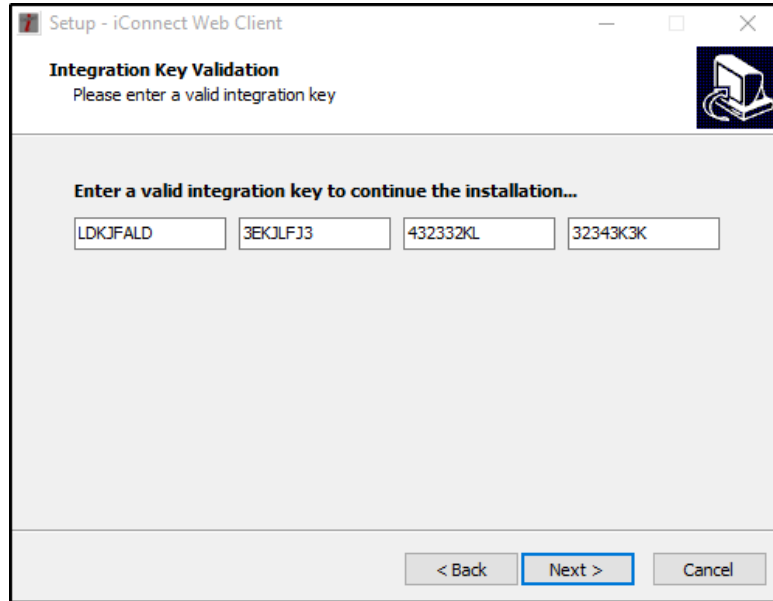 Setup - iConnect Web Client
Integration Key Validation
Please enter a valid integration key
Enter a valid integration key to continue the installation...
LDKJFALD 3EKJLFJ3 432332KL 32343K3K
< Back Next > Cancel